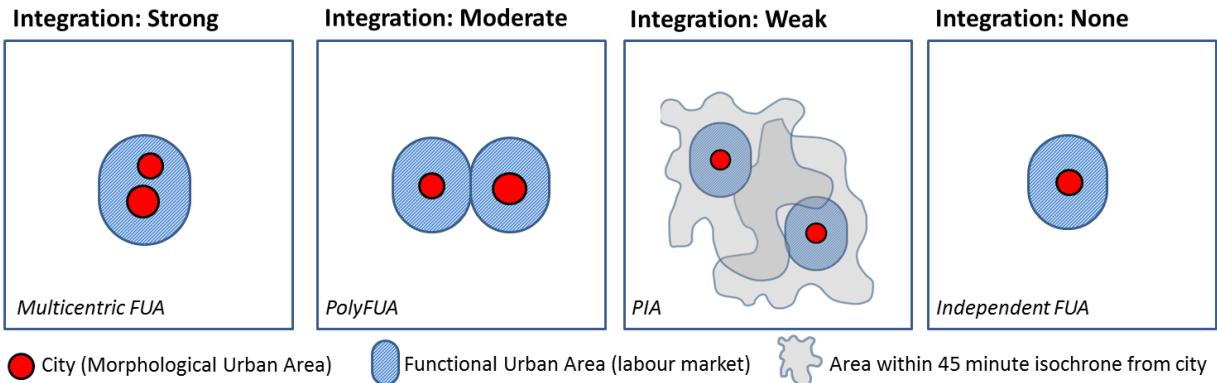 Integration: Strong
Integration: Moderate
Integration: Weak
Integration: None
Multicentric FUA
PolyFUA
PIA
Independent FUA
City (Morphological Urban Area)
Functional Urban Area (labour market)
Area within 45 minute isochrone from city